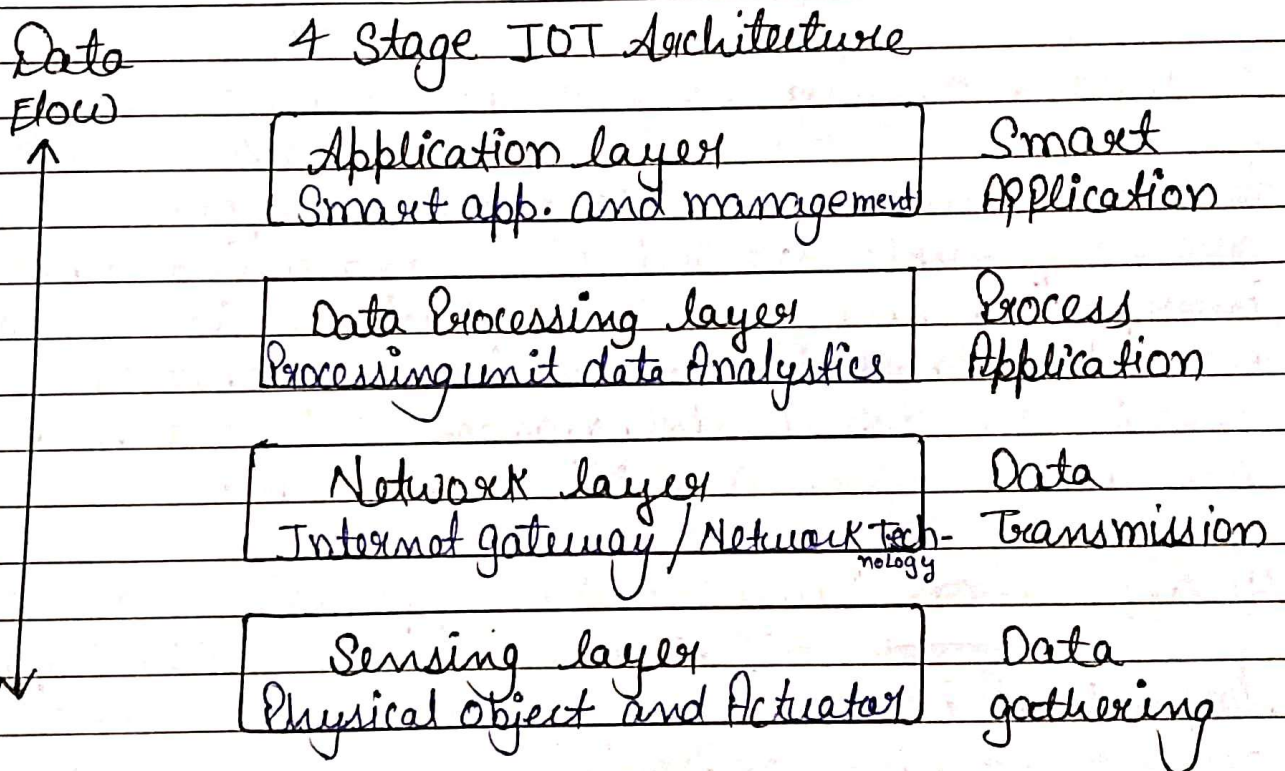 Data
Flow
4 Stage IOT Architeuture
Application layer
Smart app. and management
Smart
Application
Data Processing layer
Processing unit data Analystics
Process
Application
Network layer
Internet gateway / Network Tech-
nology
Data
Transmission
Sensing layer
Physical object and Actuator
Data
gathering